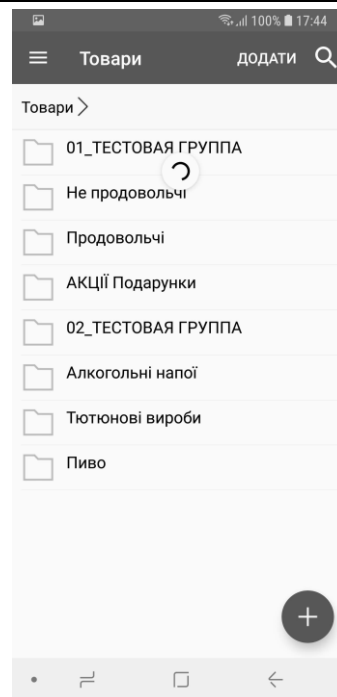 100% 17:44
Товари ДОДАТИ
Товари
01_ТЕСТОВАЯ ГРУППА
Не продовольчі
Продовольчі
АКЦІЇ Подарунки
02_ТЕСТОВАЯ ГРУППА
Алкогольні напої
Тютюнові вироби
Пиво